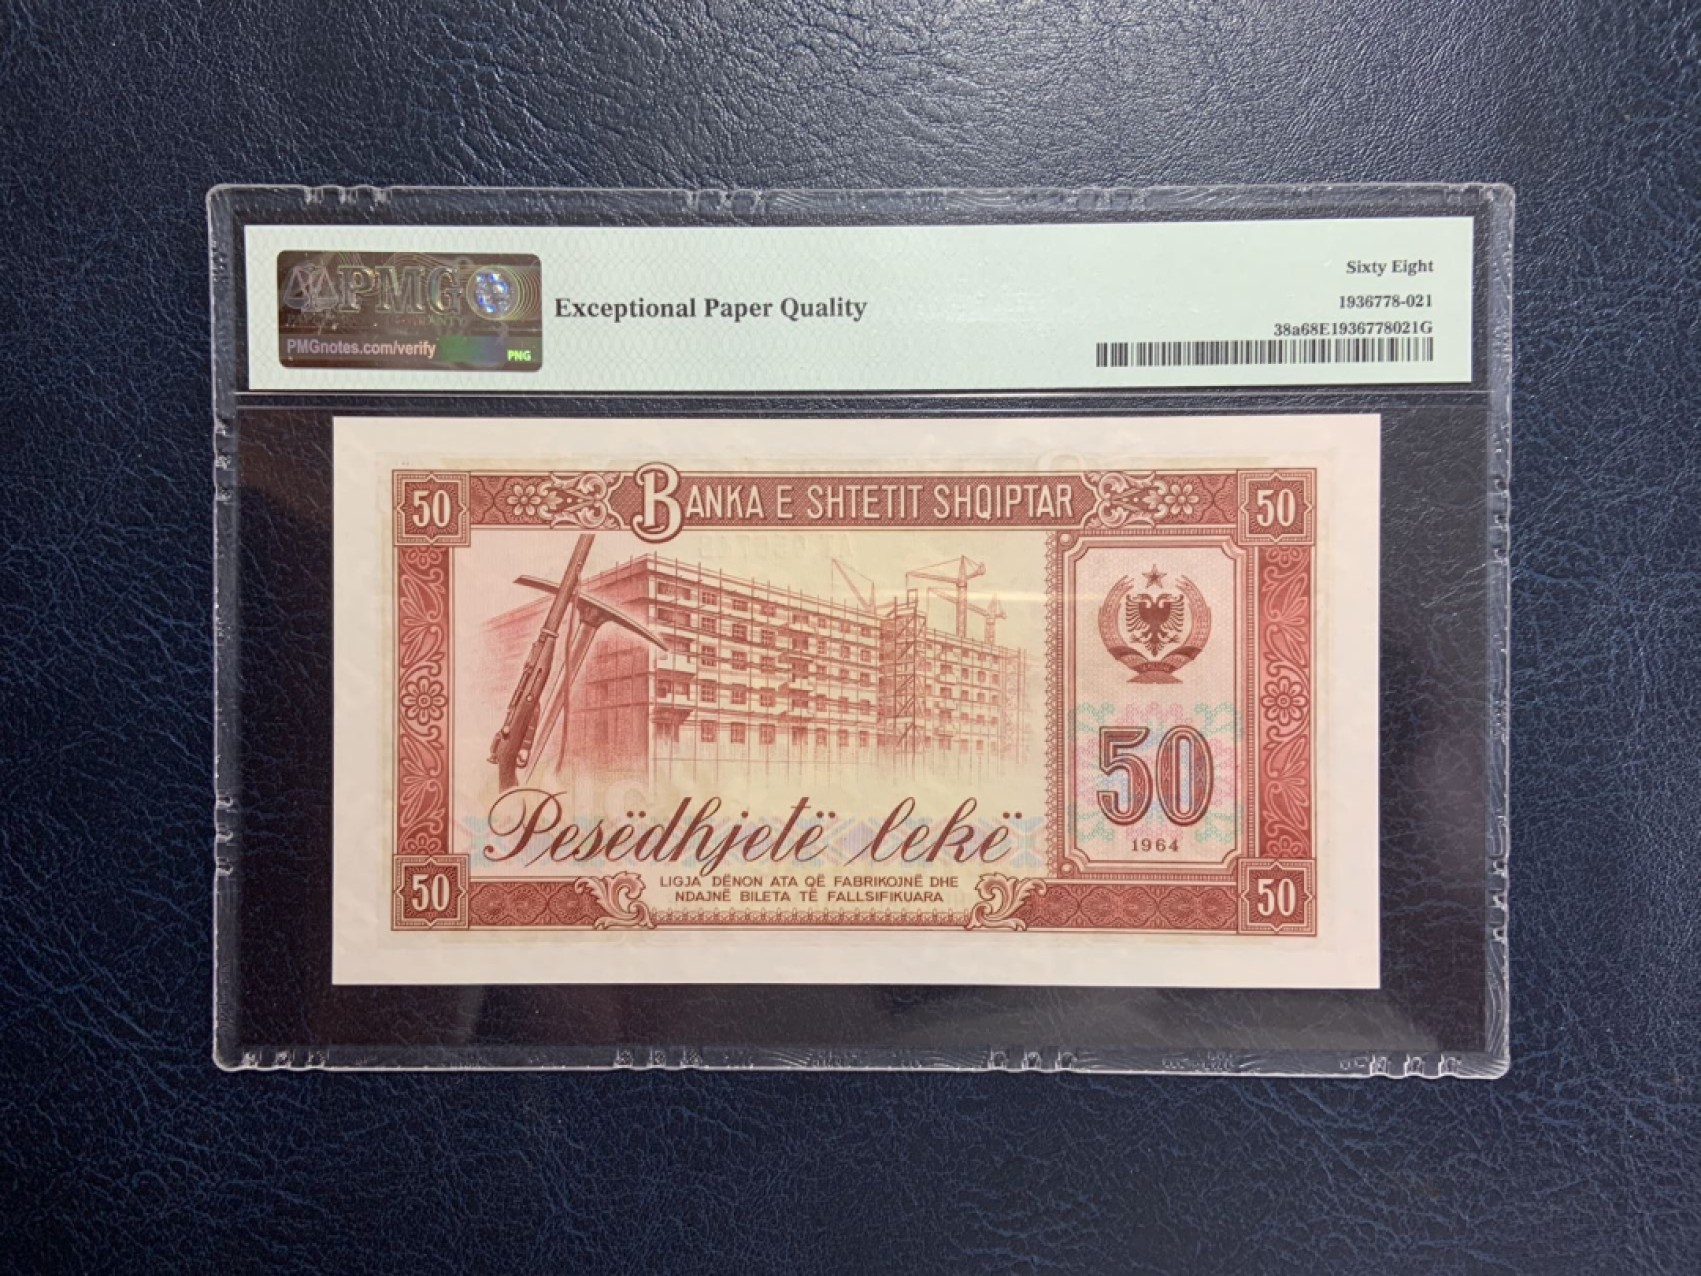 PMG
PMGnotes.com/verify
PNG
Exceptional Paper Quality
Sixty Eight
1936778-021
38a68E1936778021G
50
BANKA E SHTETIT SHQIPTAR
50
50
1964
Pesëdhjetë lekë
50
LIGJA DËNON ATA QË FABRIKOJNË DHE
NDAJNË BILETA TË FALLSIFIKUARA
50